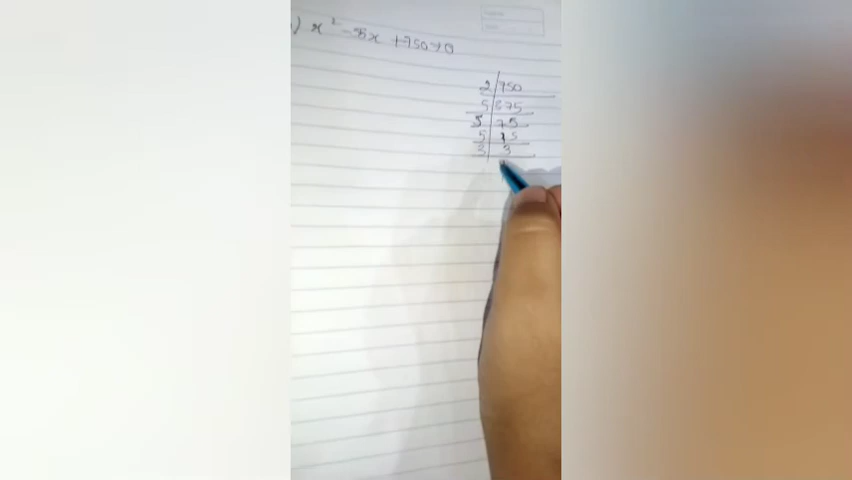 ) x² - 55x + 750 = 0
2 | 750
5 | 375
5 | 75
5 | 15
3 | 3